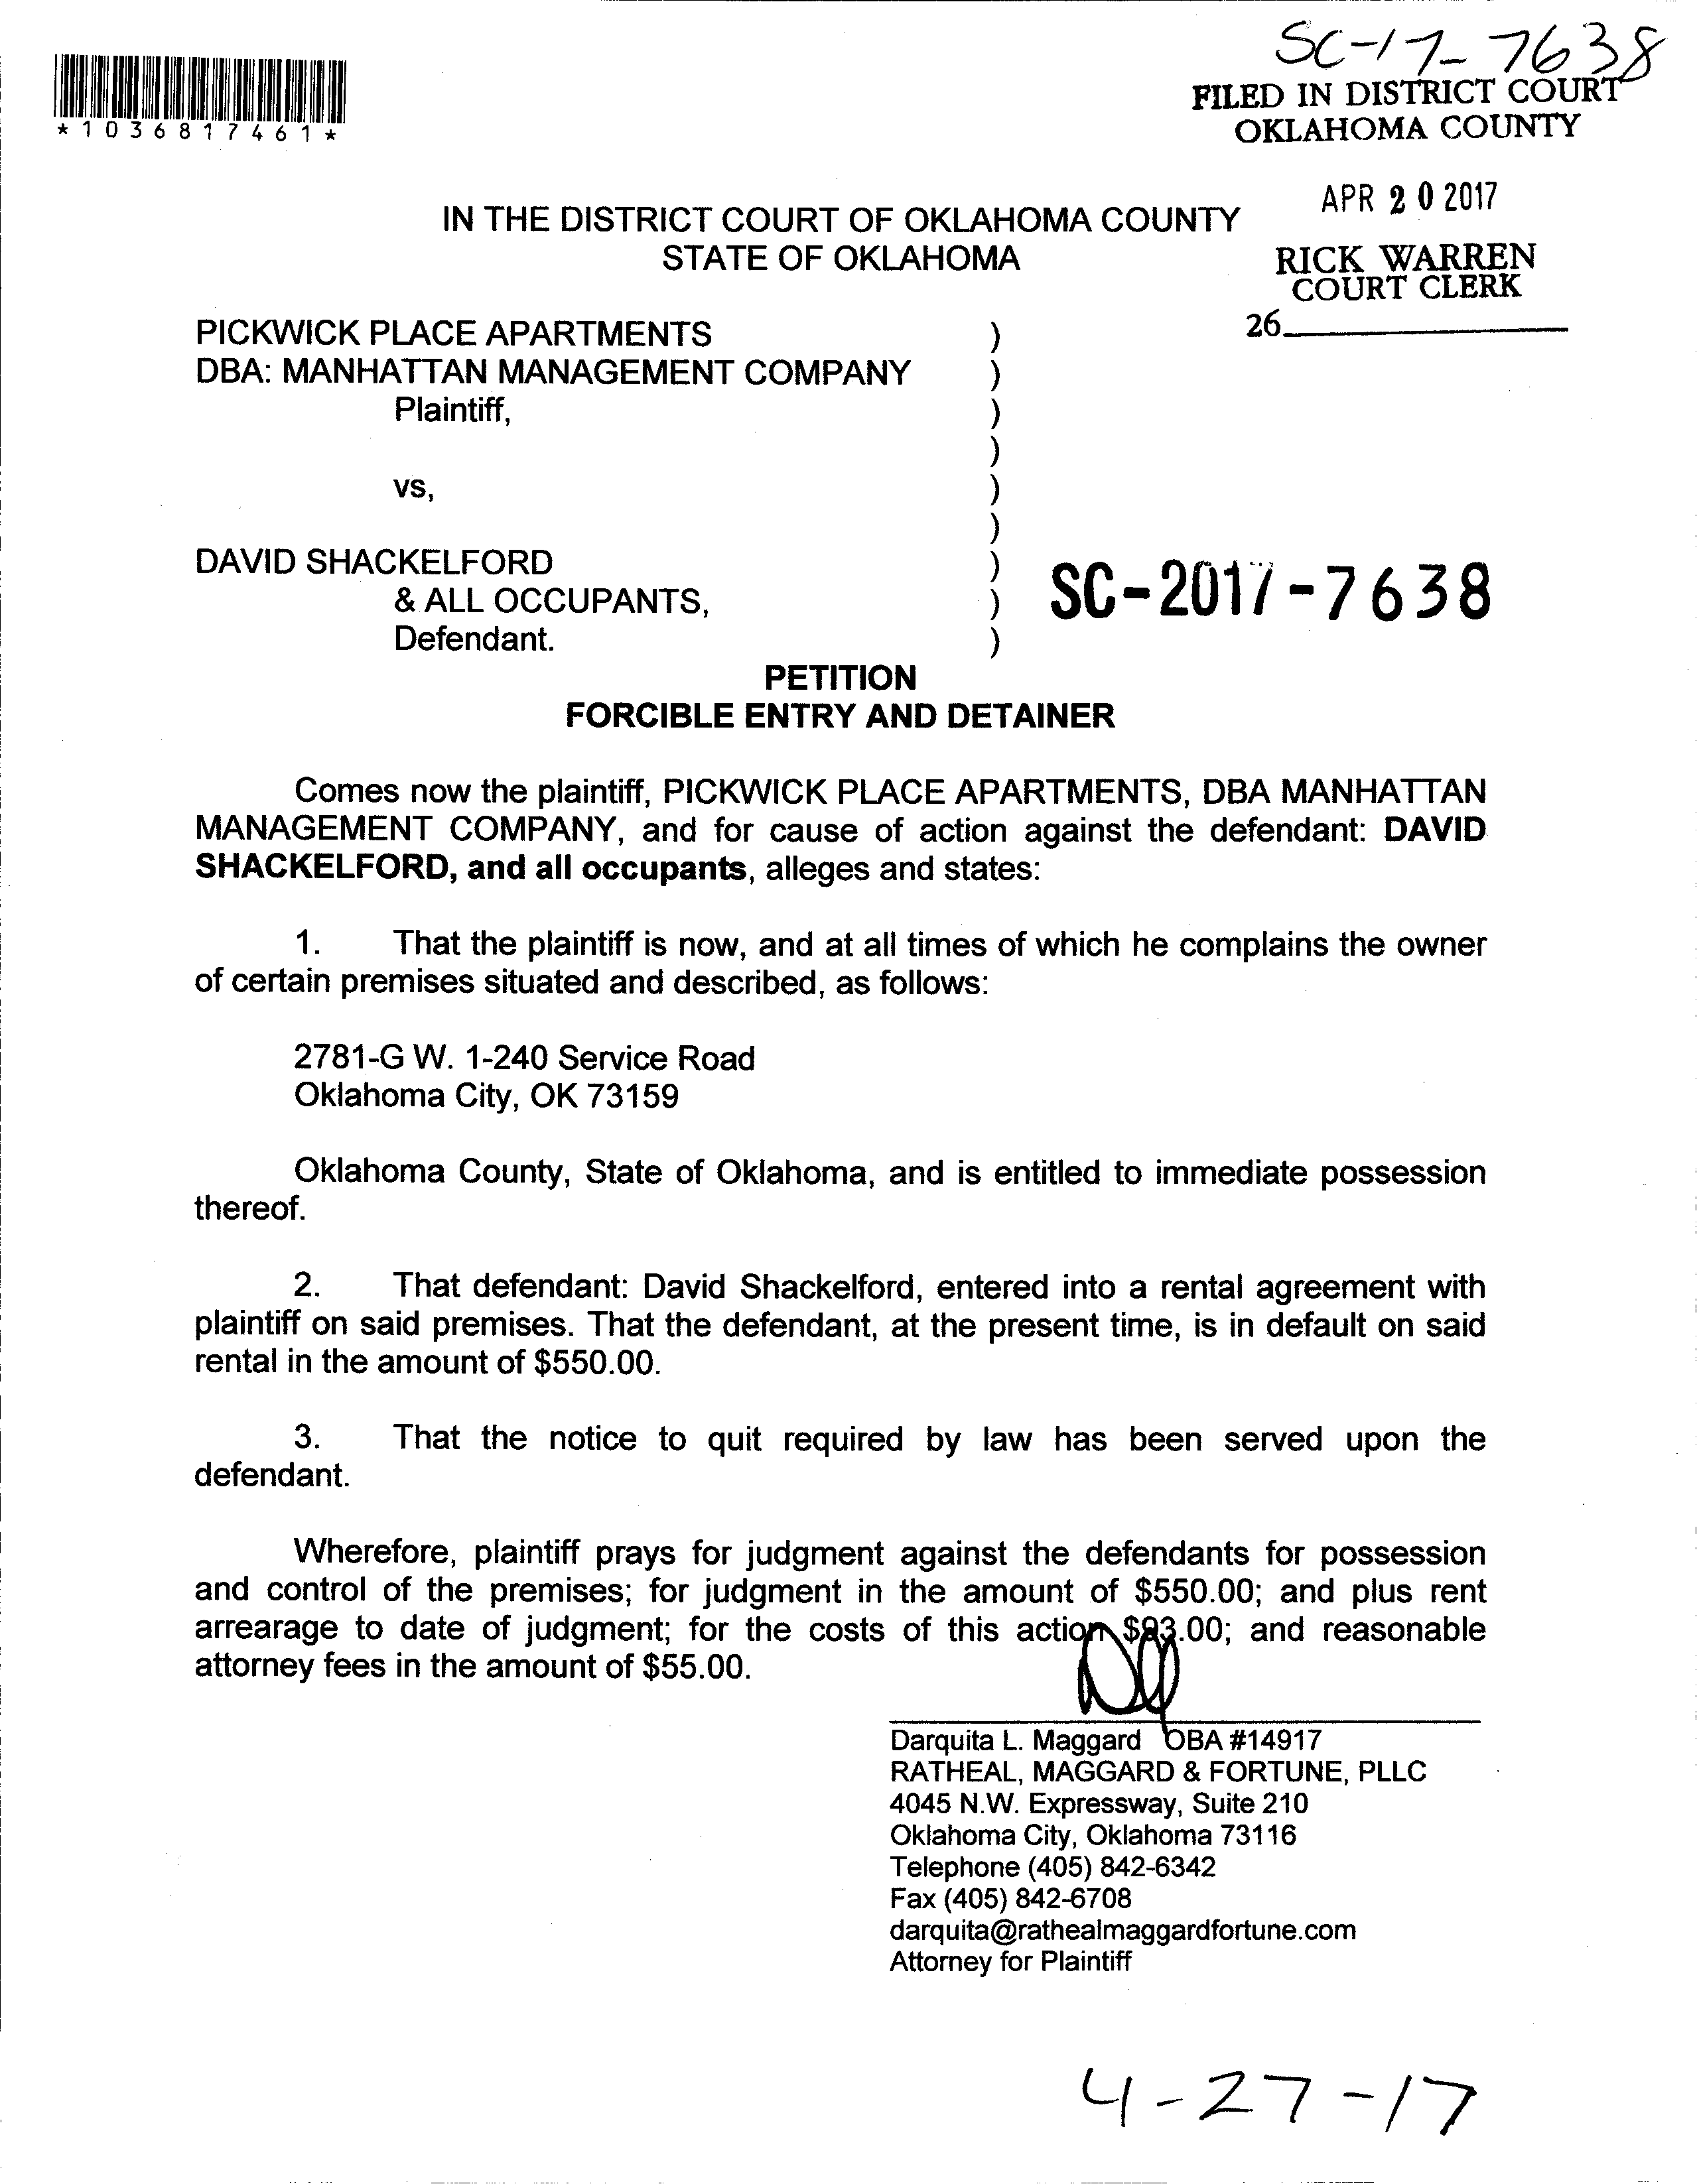 SC-17-7638
*1036817461*
FILED IN DISTRICT COURT
OKLAHOMA COUNTY
APR 20 2017
RICK WARREN
COURT CLERK
26
IN THE DISTRICT COURT OF OKLAHOMA COUNTY
STATE OF OKLAHOMA
PICKWICK PLACE APARTMENTS )
DBA: MANHATTAN MANAGEMENT COMPANY )
Plaintiff, )
)
vs, )
)
DAVID SHACKELFORD )
& ALL OCCUPANTS, )
Defendant. )
SC-2017-7638
PETITION
FORCIBLE ENTRY AND DETAINER
Comes now the plaintiff, PICKWICK PLACE APARTMENTS, DBA MANHATTAN
MANAGEMENT COMPANY, and for cause of action against the defendant: DAVID
SHACKELFORD, and all occupants, alleges and states:
1. That the plaintiff is now, and at all times of which he complains the owner
of certain premises situated and described, as follows:
2781-G W. 1-240 Service Road
Oklahoma City, OK 73159
Oklahoma County, State of Oklahoma, and is entitled to immediate possession
thereof.
2. That defendant: David Shackelford, entered into a rental agreement with
plaintiff on said premises. That the defendant, at the present time, is in default on said
rental in the amount of $550.00.
3. That the notice to quit required by law has been served upon the
defendant.
Wherefore, plaintiff prays for judgment against the defendants for possession
and control of the premises; for judgment in the amount of $550.00; and plus rent
arrearage to date of judgment; for the costs of this action and reasonable
attorney fees in the amount of $55.00.
Darquita L. Maggard OBA #14917
RATHEAL, MAGGARD & FORTUNE, PLLC
4045 N.W. Expressway, Suite 210
Oklahoma City, Oklahoma 73116
Telephone (405) 842-6342
Fax (405) 842-6708
darquita@rathealmaggardfortune.com
Attorney for Plaintiff
4-27-17